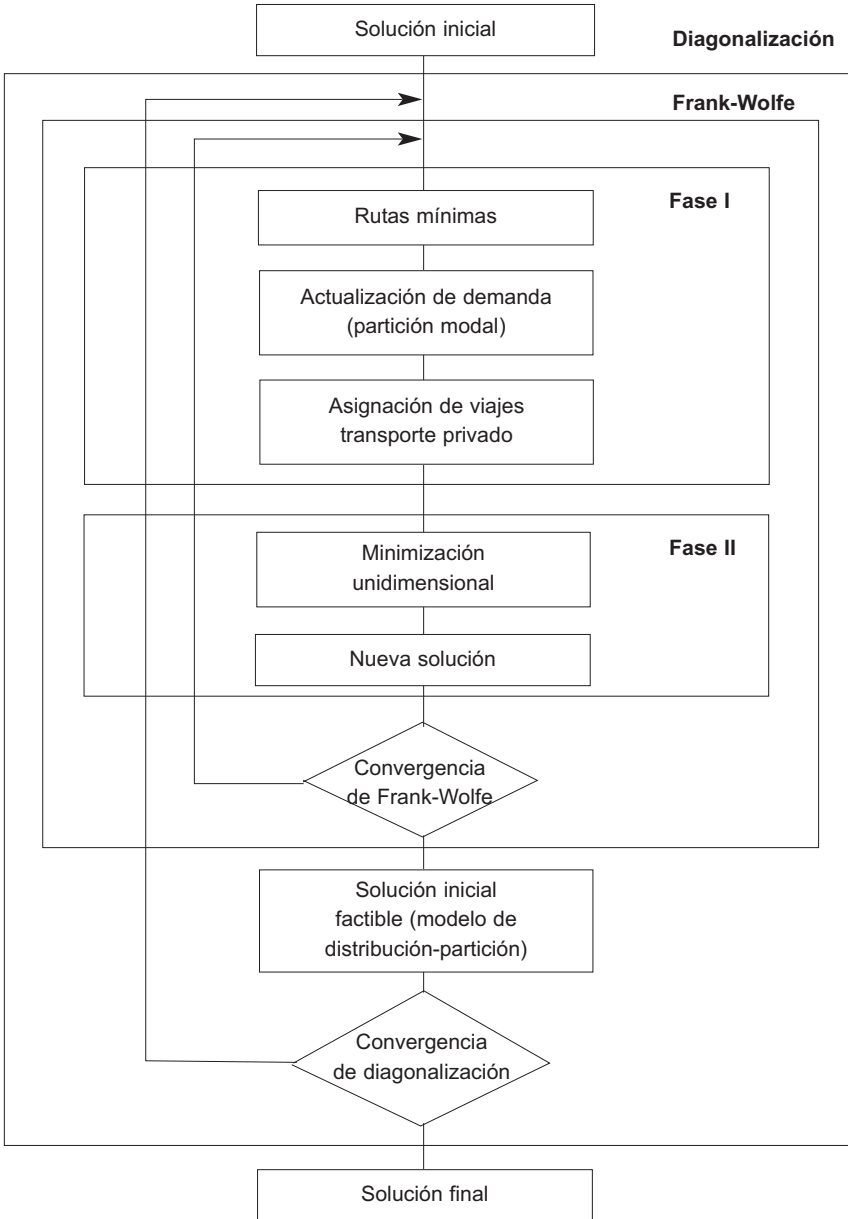 Solución inicial
Diagonalización
Frank-Wolfe
Fase I
Rutas mínimas
Actualización de demanda
(partición modal)
Asignación de viajes
transporte privado
Fase II
Minimización
unidimensional
Nueva solución
Convergencia
de Frank-Wolfe
Solución inicial
factible (modelo de
distribución-partición)
Convergencia
de diagonalización
Solución final